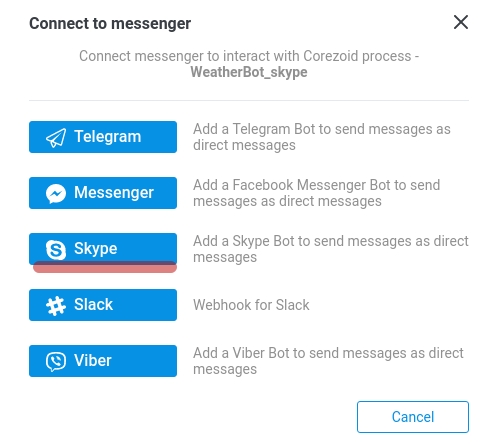 Connect to messenger
Connect messenger to interact with Corezoid process -
WeatherBot_skype
Telegram
Add a Telegram Bot to send messages as
direct messages
Messenger
Add a Facebook Messenger Bot to send
messages as direct messages
Skype
Add a Skype Bot to send messages as direct
messages
Slack
Webhook for Slack
Viber
Add a Viber Bot to send messages as direct
messages
Cancel